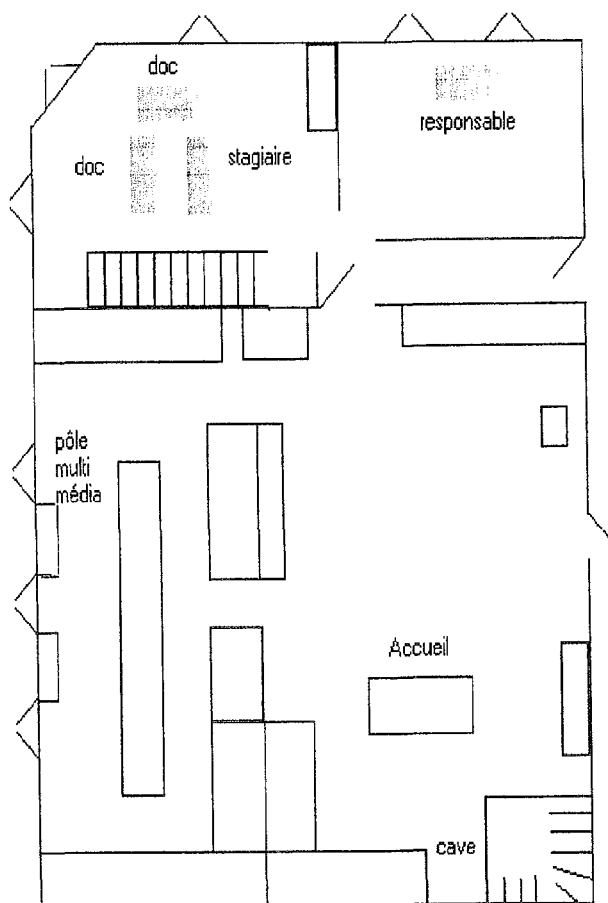 doc
responsable
doc
stagiaire
pôle
multi
média
Accueil
cave